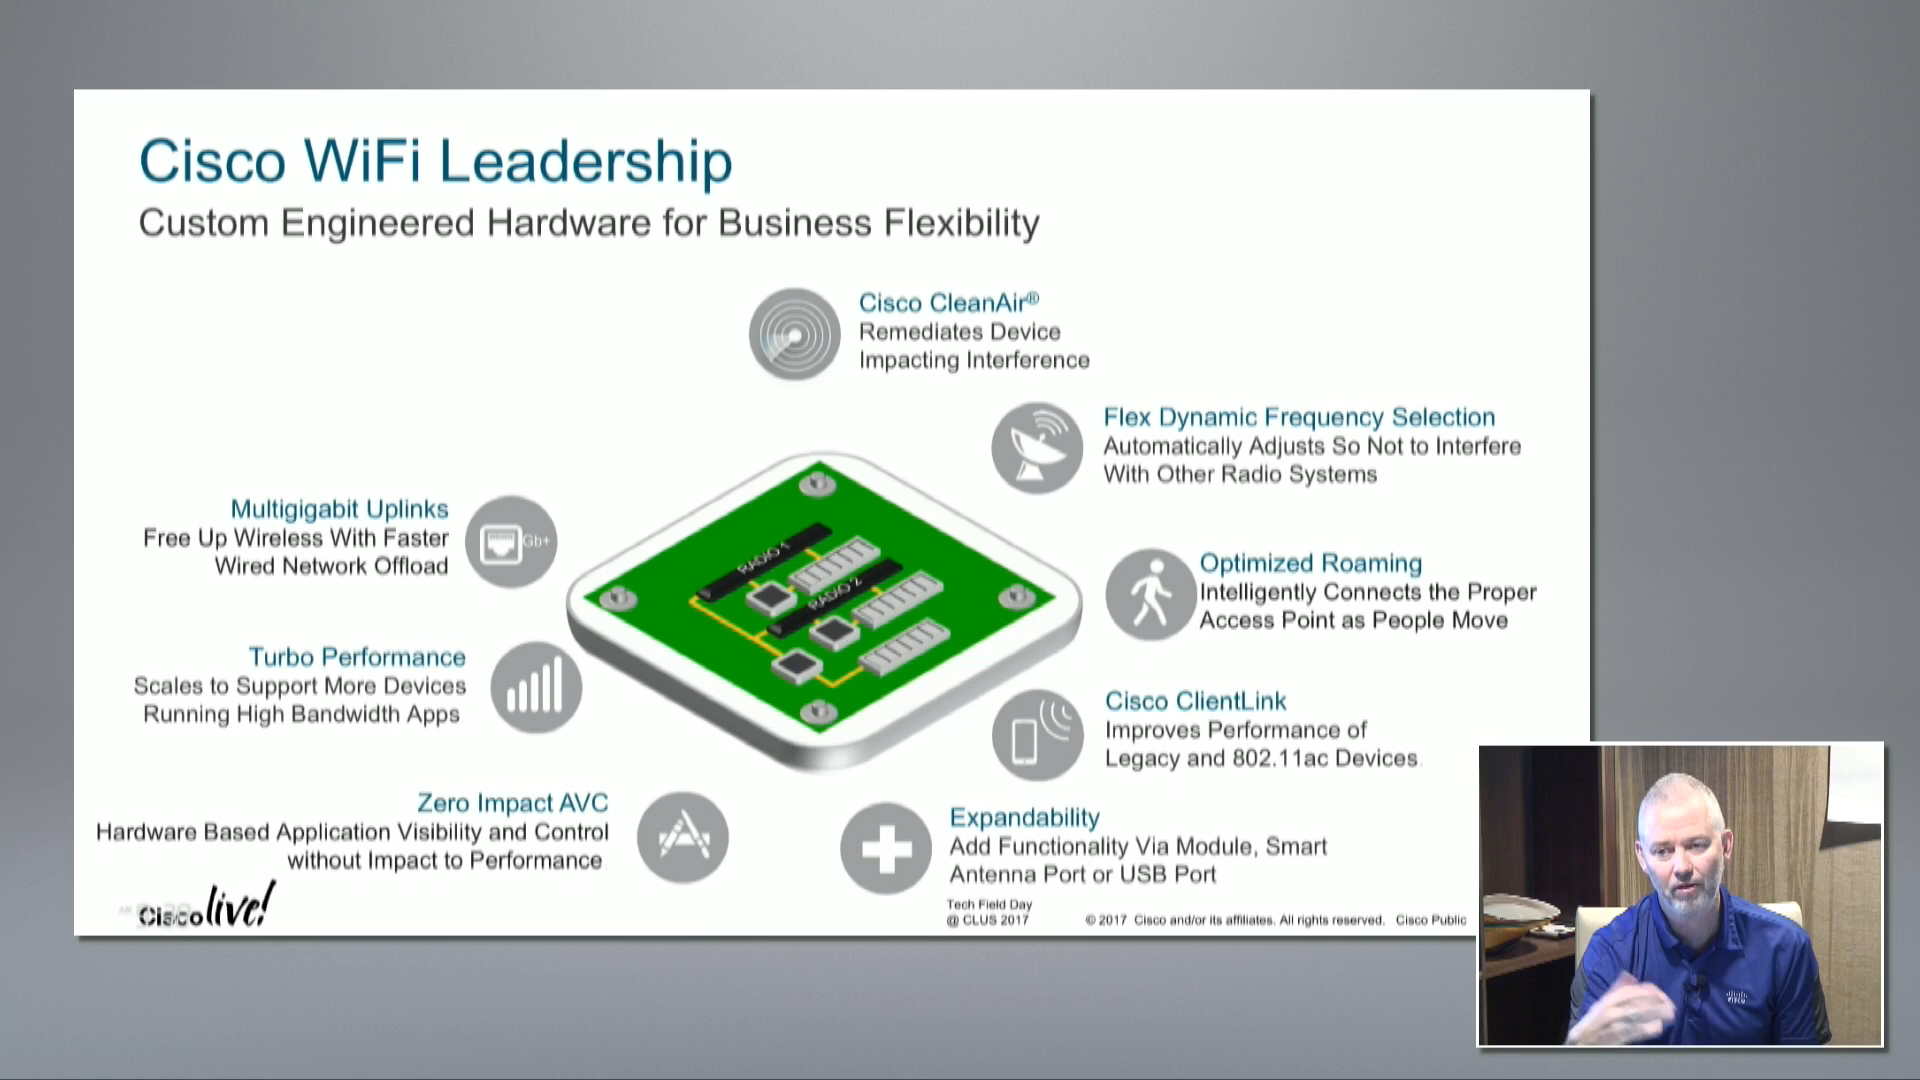 Cisco WiFi Leadership
Custom Engineered Hardware for Business Flexibility
Cisco CleanAir®
Remediates Device
Impacting Interference
Flex Dynamic Frequency Selection
Automatically Adjusts So Not to Interfere
With Other Radio Systems
Optimized Roaming
Intelligently Connects the Proper
Access Point as People Move
Cisco ClientLink
Improves Performance of
Legacy and 802.11ac Devices
Expandability
Add Functionality Via Module, Smart
Antenna Port or USB Port
Zero Impact AVC
Hardware Based Application Visibility and Control
without Impact to Performance
Turbo Performance
Scales to Support More Devices
Running High Bandwidth Apps
Multigigabit Uplinks
Free Up Wireless With Faster
Wired Network Offload
Gb+
RADIO 1
RADIO 2
Cisco live!
Tech Field Day
@ CLUS 2017
© 2017 Cisco and/or its affiliates. All rights reserved. Cisco Public
CISCO